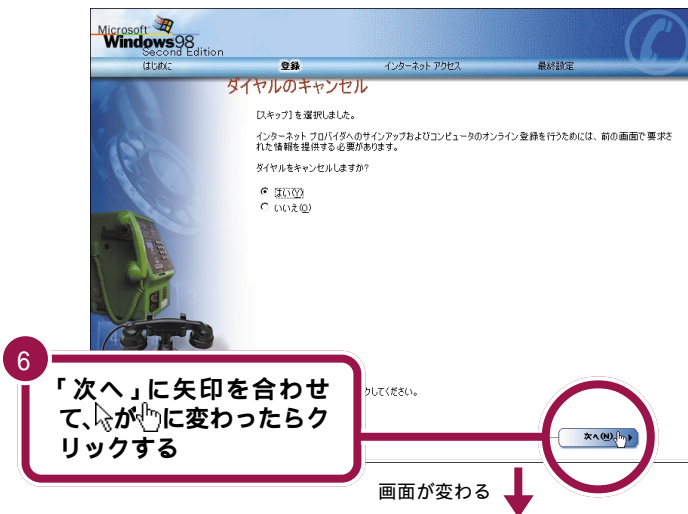 Microsoft
Windows98
Second Edition
はじめに 登録 インターネット アクセス 最終設定
ダイヤルのキャンセル
[スキップ] を選択しました。
インターネット プロバイダへのサインアップおよびコンピュータのオンライン登録を行うためには、前の画面で要求さ
れた情報を提供する必要があります。
ダイヤルをキャンセルしますか?
はい(Y)
いいえ(O)
クしてください。
6
「次へ」に矢印を合わせ
て、が に変わったらク
リックする
次へ(N)
画面が変わる